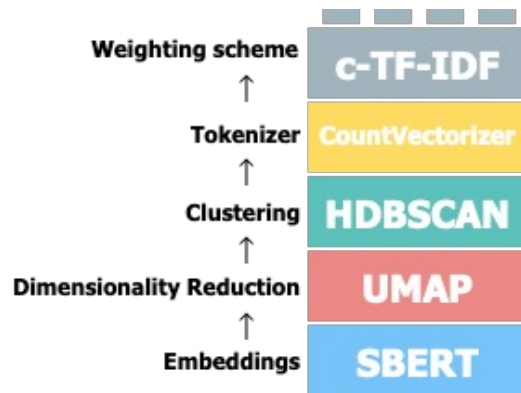 Weighting scheme
c-TF-IDF
↑
Tokenizer
CountVectorizer
↑
Clustering
HDBSCAN
↑
Dimensionality Reduction
UMAP
↑
Embeddings
SBERT